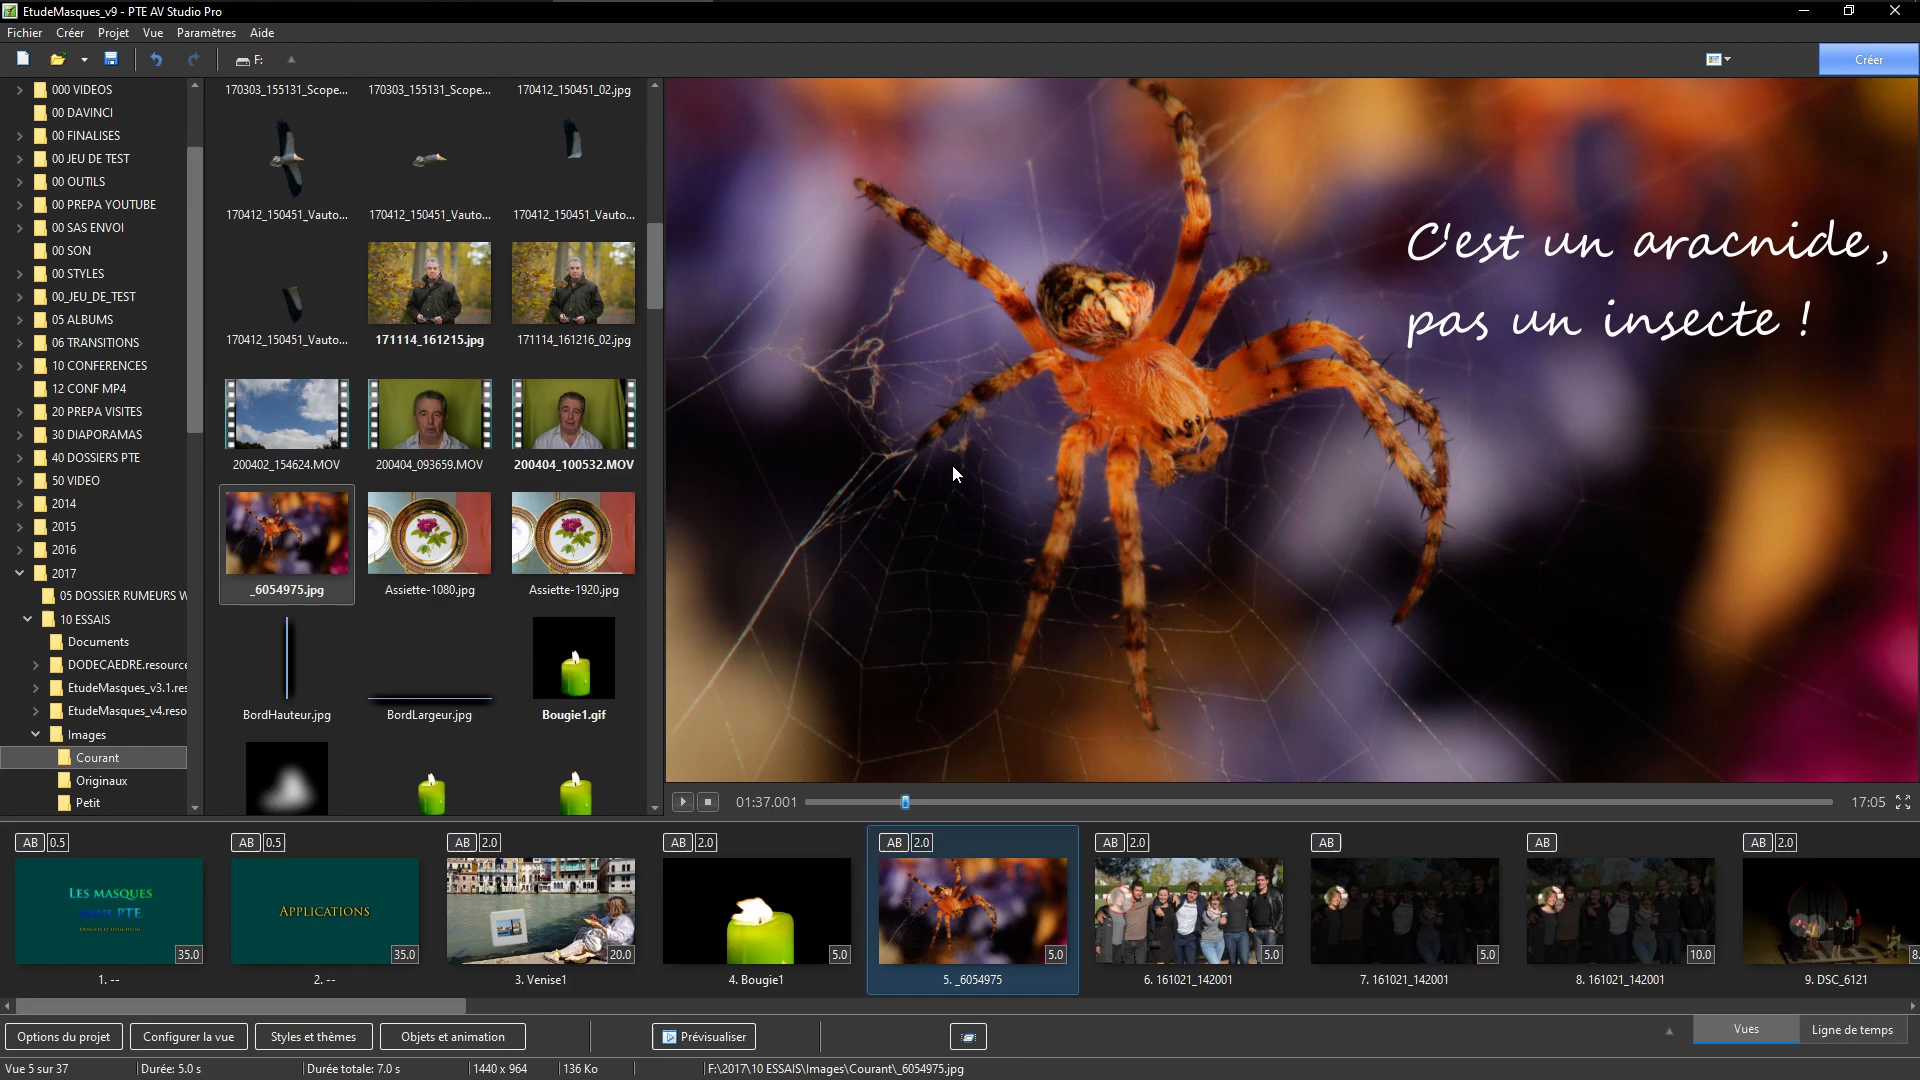 EtudeMasques_v9 - PTE AV Studio Pro
Fichier Créer Projet Vue Paramètres Aide
F:
Créer
000 VIDEOS
00 DAVINCI
00 FINALISES
00 JEU DE TEST
00 OUTILS
00 PREPA YOUTUBE
00 SAS ENVOI
00 SON
00 STYLES
00_JEU_DE_TEST
05 ALBUMS
06 TRANSITIONS
10 CONFERENCES
12 CONF MP4
20 PREPA VISITES
30 DIAPORAMAS
40 DOSSIERS PTE
50 VIDEO
2014
2015
2016
2017
05 DOSSIER RUMEURS W
10 ESSAIS
Documents
DODECAEDRE.resource
EtudeMasques_v3.1.res
EtudeMasques_v4.reso
Images
Courant
Originaux
Petit
170303_155131_Scope... 170303_155131_Scope... 170412_150451_02.jpg
170412_150451_Vauto... 170412_150451_Vauto... 170412_150451_Vauto...
170412_150451_Vauto... 171114_161215.jpg 171114_161216_02.jpg
200402_154624.MOV 200404_093659.MOV 200404_100532.MOV
_6054975.jpg Assiette-1080.jpg Assiette-1920.jpg
BordHauteur.jpg BordLargeur.jpg Bougie1.gif
C'est un aracnide,
pas un insecte !
01:37.001 17:05
AB 0.5 AB 0.5 AB 2.0 AB 2.0 AB 2.0 AB 2.0 AB AB AB 2.0
LES MASQUES
SOUS PTE
APPLICATIONS
35.0 35.0 20.0 5.0 5.0 5.0 5.0 10.0 8.
1. -- 2. -- 3. Venise1 4. Bougie1 5. _6054975 6. 161021_142001 7. 161021_142001 8. 161021_142001 9. DSC_6121
Options du projet Configurer la vue Styles et thèmes Objets et animation Prévisualiser Vues Ligne de temps
Vue 5 sur 37 Durée: 5.0 s Durée totale: 7.0 s 1440 x 964 136 Ko F:\2017\10 ESSAIS\Images\Courant\_6054975.jpg